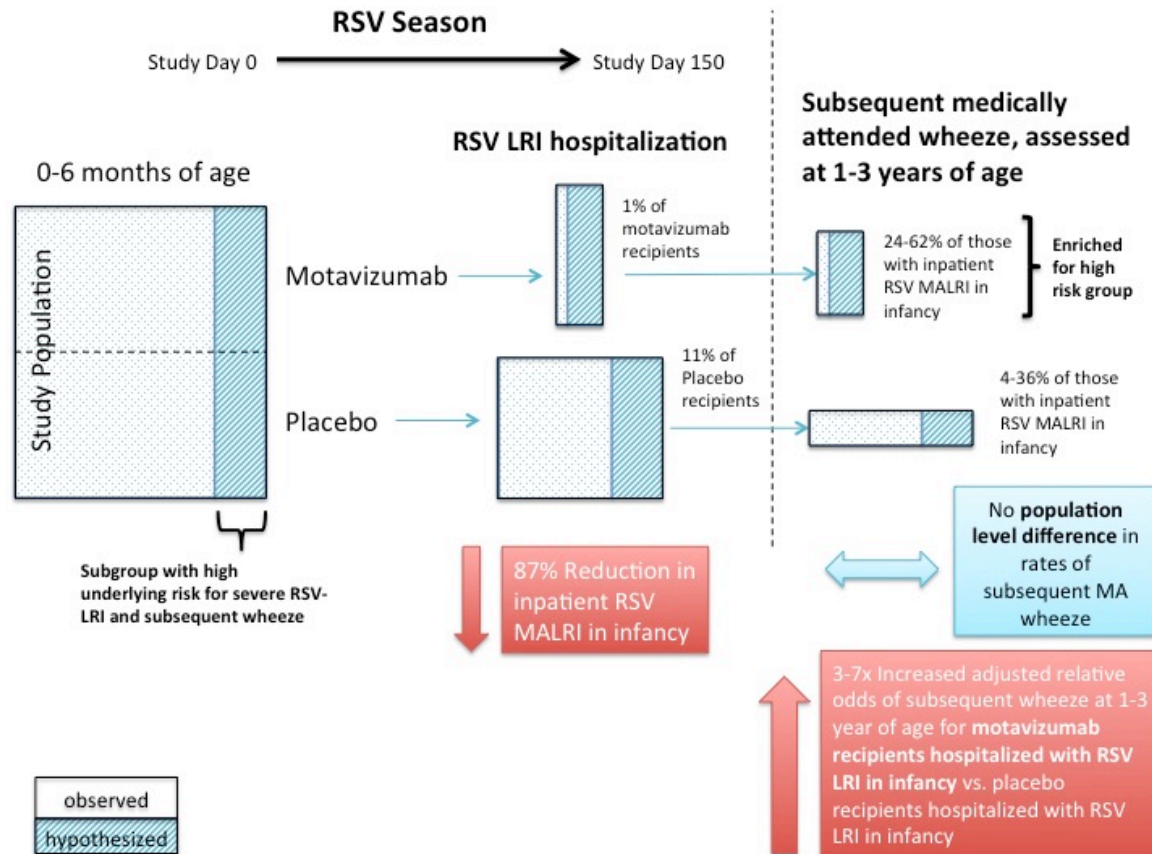 RSV Season
Study Day 0
Study Day 150
0-6 months of age
RSV LRI hospitalization
Subsequent medically
attended wheeze, assessed
at 1-3 years of age
Study Population
Motavizumab
1% of
motavizumab
recipients
24-62% of those
with inpatient
RSV MALRI in
infancy
Enriched
for high
risk group
Placebo
11% of
Placebo
recipients
4-36% of those
with inpatient
RSV MALRI in
infancy
Subgroup with high
underlying risk for severe RSV-
LRI and subsequent wheeze
87% Reduction in
inpatient RSV
MALRI in infancy
No population
level difference in
rates of
subsequent MA
wheeze
3-7x Increased adjusted relative
odds of subsequent wheeze at 1-3
year of age for motavizumab
recipients hospitalized with RSV
LRI in infancy vs. placebo
recipients hospitalized with RSV
LRI in infancy
observed
hypothesized